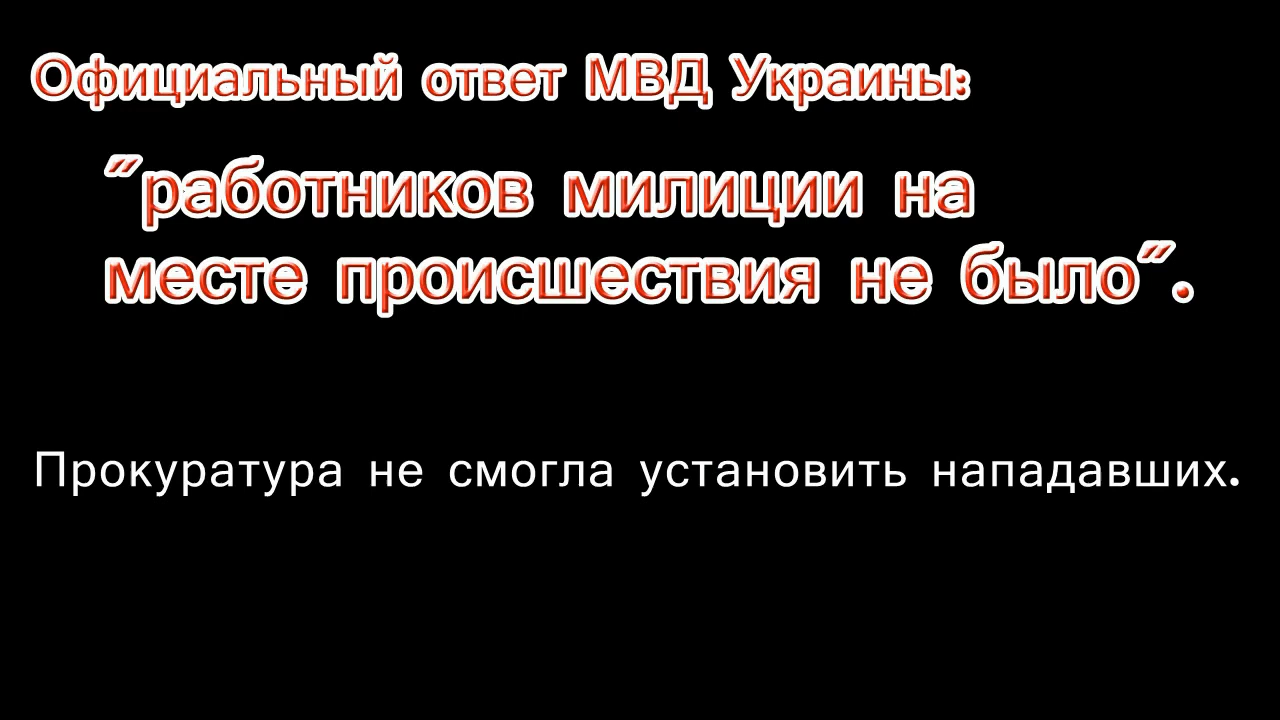 Официальный ответ МВД Украины:
"работников милиции на
месте происшествия не было".
Прокуратура не смогла установить нападавших.